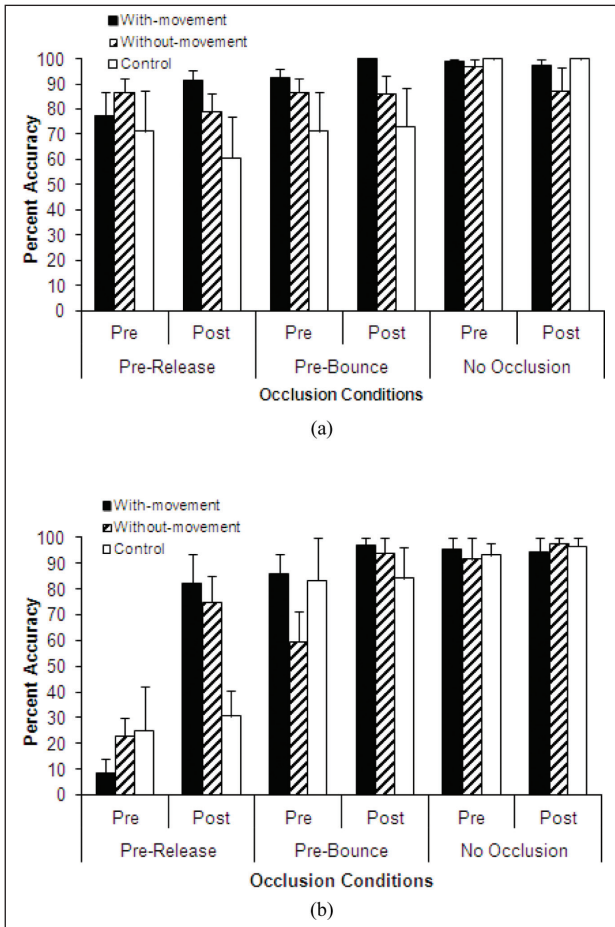 With-movement
Without-movement
Control
Percent Accuracy
100
90
80
70
60
50
40
30
20
10
0
Pre Post Pre Post Pre Post
Pre-Release Pre-Bounce No Occlusion
Occlusion Conditions
(a)
With-movement
Without-movement
Control
Percent Accuracy
100
90
80
70
60
50
40
30
20
10
0
Pre Post Pre Post Pre Post
Pre-Release Pre-Bounce No Occlusion
Occlusion Conditions
(b)